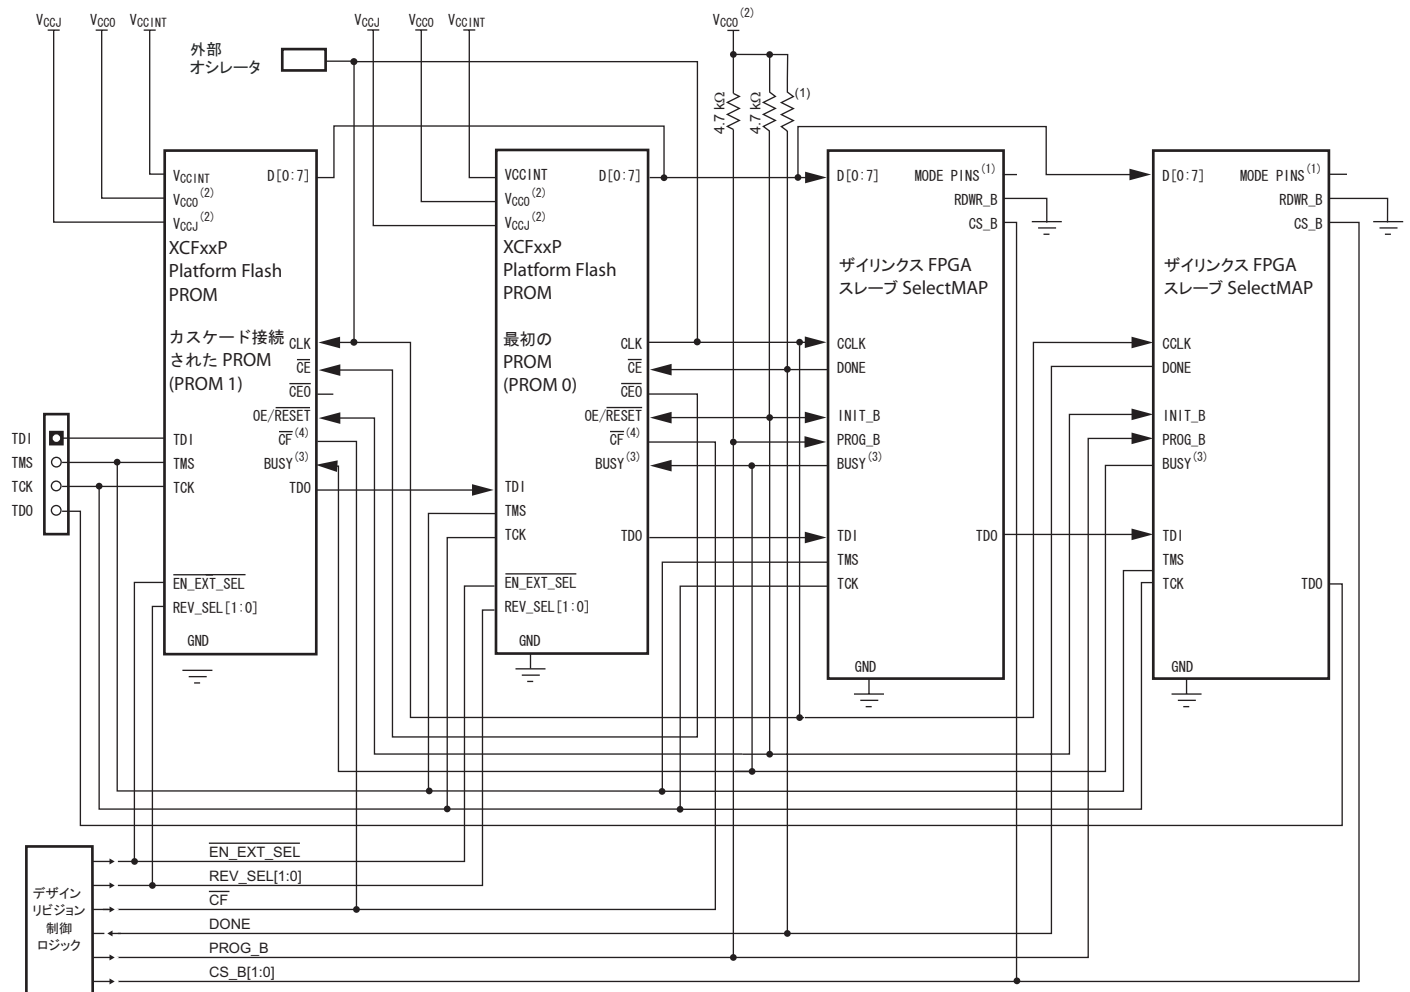 VCCJ VCCO VCCINT
外部
オシレータ
VCCJ VCCO VCCINT
VCCO(2)
4.7 kΩ
4.7 kΩ
(1)
VCCINT
VCCO(2)
VCCJ(2)
D[0:7]
XCFxxP
Platform Flash
PROM
カスケード接続
された PROM
(PROM 1)
CLK
CE
CEO
OE/RESET
CF(4)
BUSY(3)
TDO
TDI
TMS
TCK
EN_EXT_SEL
REV_SEL[1:0]
GND
TDI
TMS
TCK
TDO
VCCINT
VCCO(2)
VCCJ(2)
D[0:7]
XCFxxP
Platform Flash
PROM
最初の
PROM
(PROM 0)
CLK
CE
CEO
OE/RESET
CF(4)
BUSY(3)
TDI
TMS
TCK
TDO
EN_EXT_SEL
REV_SEL[1:0]
GND
D[0:7]
MODE PINS(1)
RDWR_B
CS_B
ザイリンクス FPGA
スレーブ SelectMAP
CCLK
DONE
INIT_B
PROG_B
BUSY(3)
TDI
TDO
TMS
TCK
GND
D[0:7]
MODE PINS(1)
RDWR_B
CS_B
ザイリンクス FPGA
スレーブ SelectMAP
CCLK
DONE
INIT_B
PROG_B
BUSY(3)
TDI
TMS
TCK
TDO
GND
デザイン
リビジョン
制御
ロジック
EN_EXT_SEL
REV_SEL[1:0]
CF
DONE
PROG_B
CS_B[1:0]